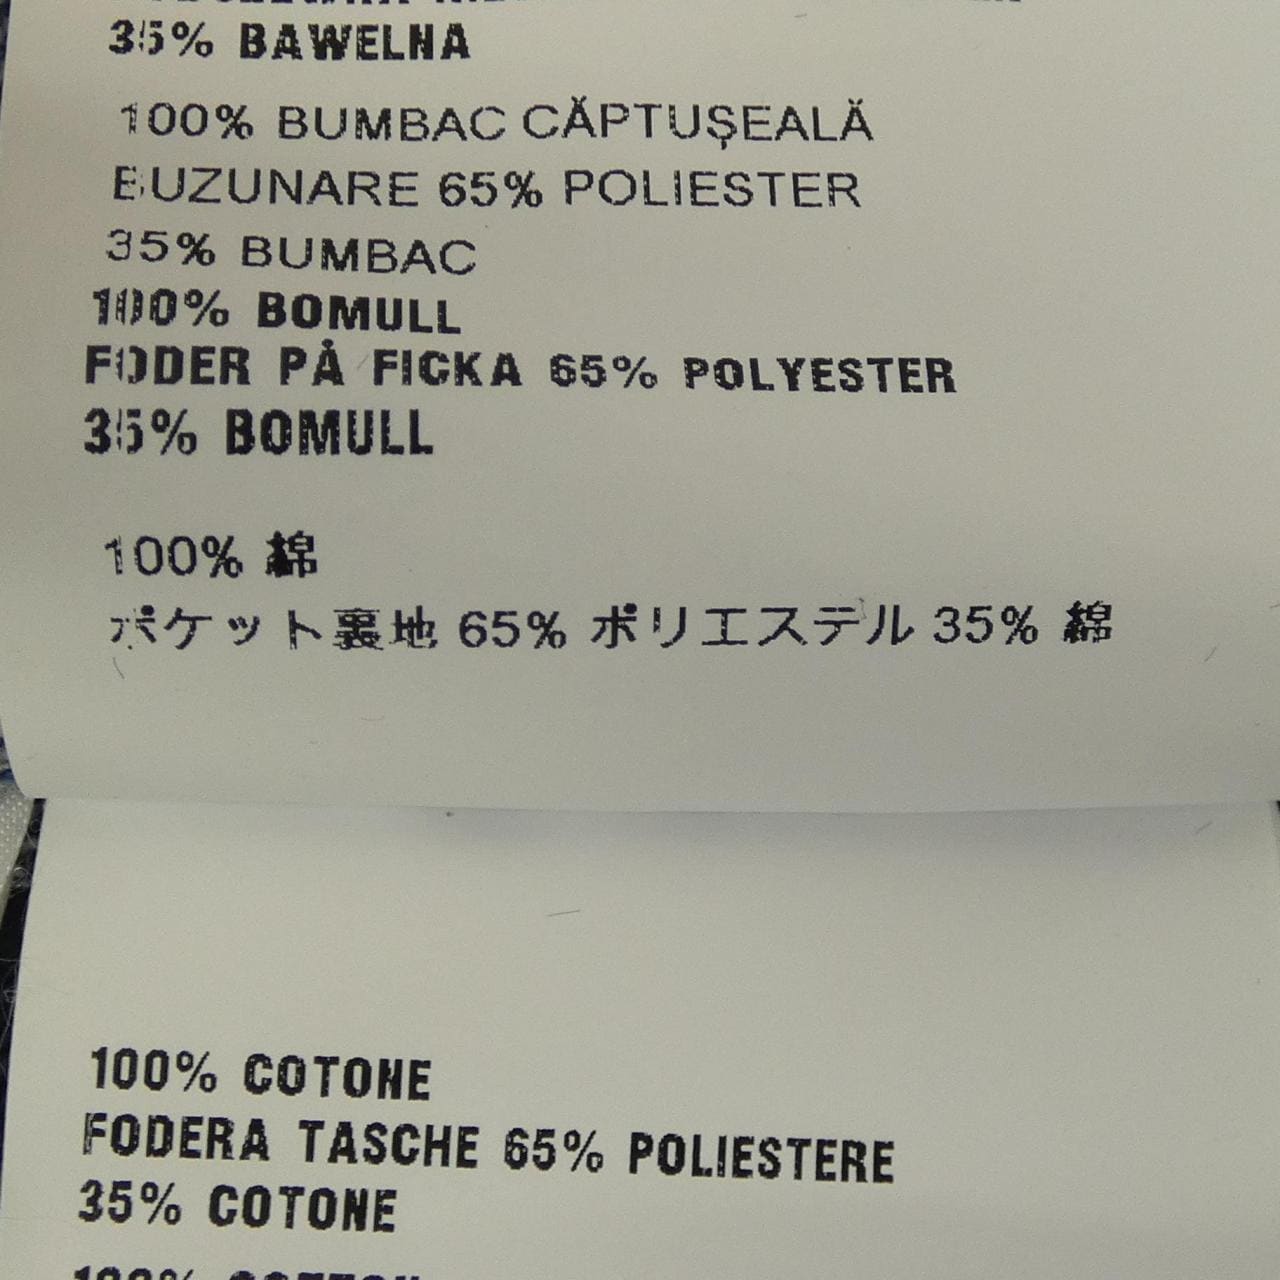 35% BAWELNA
100% BUMBAC CĂPTUȘEALĂ
BUZUNARE 65% POLIESTER
35% BUMBAC
100% BOMULL
FODER PÅ FICKA 65% POLYESTER
35% BOMULL
100% 綿
ポケット裏地 65% ポリエステル 35% 綿
100% COTONE
FODERA TASCHE 65% POLIESTERE
35% COTONE